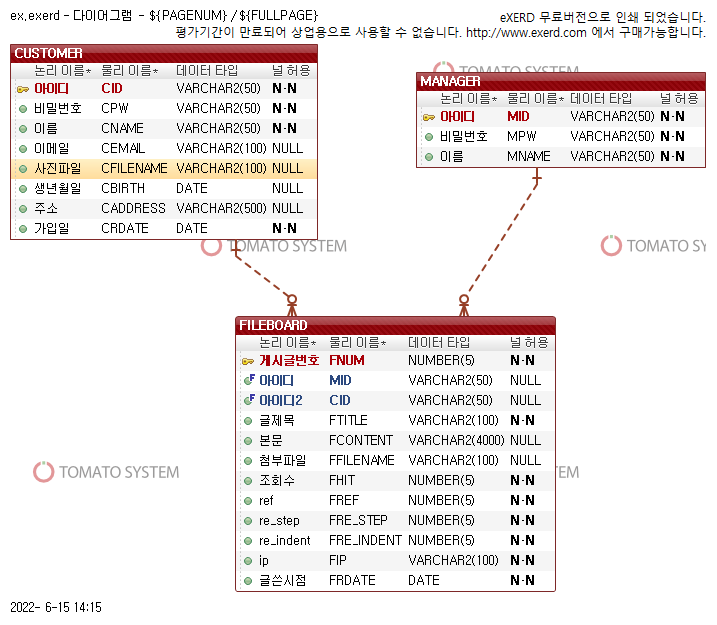 ex.exerd - 다이어그램 - ${PAGENUM} / ${FULLPAGE}
eXERD 무료버전으로 인쇄 되었습니다.
평가기간이 만료되어 상업용으로 사용할 수 없습니다. http://www.exerd.com 에서 구매가능합니다.
CUSTOMER
논리 이름* 물리 이름* 데이터 타입 널 허용
아이디 CID VARCHAR2(50) N-N
비밀번호 CPW VARCHAR2(50) N-N
이름 CNAME VARCHAR2(50) N-N
이메일 CEMAIL VARCHAR2(100) NULL
사진파일 CFILENAME VARCHAR2(100) NULL
생년월일 CBIRTH DATE NULL
주소 CADDRESS VARCHAR2(500) NULL
가입일 CRDATE DATE N-N
TOMATO SYSTEM
MANAGER
논리 이름* 물리 이름* 데이터 타입 널 허용
아이디 MID VARCHAR2(50) N-N
비밀번호 MPW VARCHAR2(50) N-N
이름 MNAME VARCHAR2(50) N-N
TOMATO SYSTEM
TOMATO SY
FILEBOARD
논리 이름* 물리 이름* 데이터 타입 널 허용
게시글번호 FNUM NUMBER(5) N-N
아이디 MID VARCHAR2(50) NULL
아이디2 CID VARCHAR2(50) NULL
글제목 FTITLE VARCHAR2(100) N-N
본문 FCONTENT VARCHAR2(4000) NULL
첨부파일 FFILENAME VARCHAR2(100) NULL
조회수 FHIT NUMBER(5) N-N
ref FREF NUMBER(5) N-N
re_step FRE_STEP NUMBER(5) N-N
re_indent FRE_INDENT NUMBER(5) N-N
ip FIP VARCHAR2(100) N-N
글쓴시점 FRDATE DATE N-N
TOMATO SYSTEM
EM
2022- 6-15 14:15